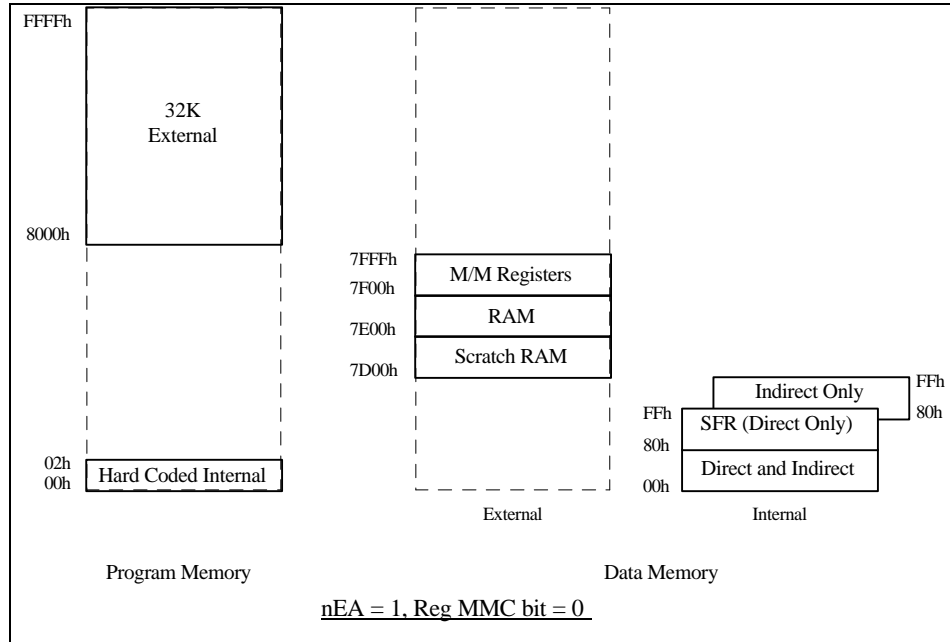 FFFFh
32K
External
8000h
7FFFh
M/M Registers
7F00h
RAM
7E00h
Scratch RAM
7D00h
Indirect Only
FFh
80h
FFh
SFR (Direct Only)
80h
Direct and Indirect
00h
02h
Hard Coded Internal
00h
External
Internal
Program Memory
Data Memory
nEA = 1, Reg MMC bit = 0